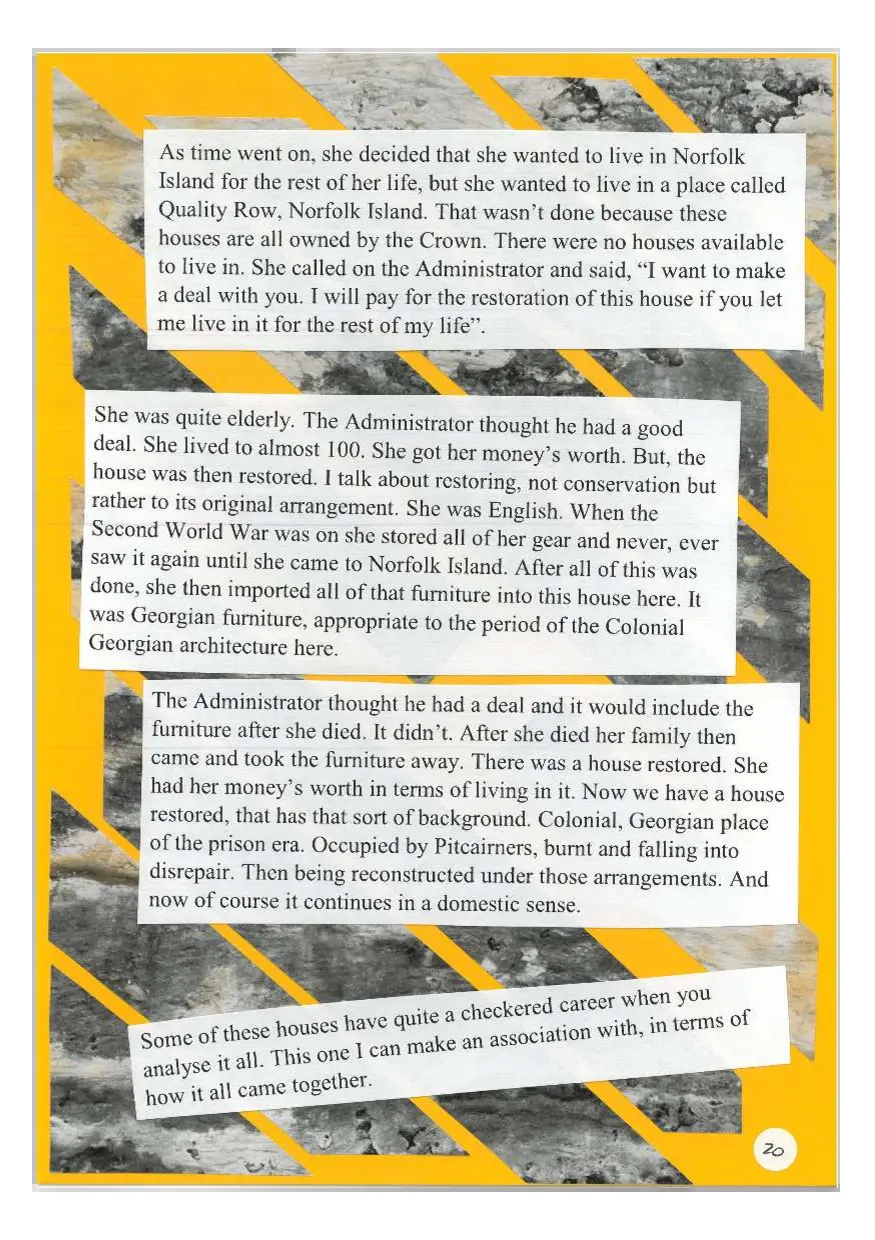 As time went on, she decided that she wanted to live in Norfolk
Island for the rest of her life, but she wanted to live in a place called
Quality Row, Norfolk Island. That wasn't done because these
houses are all owned by the Crown. There were no houses available
to live in. She called on the Administrator and said, “I want to make
a deal with you. I will pay for the restoration of this house if you let
me live in it for the rest of my life”.
She was quite elderly. The Administrator thought he had a good
deal. She lived to almost 100. She got her money's worth. But, the
house was then restored. I talk about restoring, not conservation but
rather to its original arrangement. She was English. When the
Second World War was on she stored all of her gear and never, ever
saw it again until she came to Norfolk Island. After all of this was
done, she then imported all of that furniture into this house here. It
was Georgian furniture, appropriate to the period of the Colonial
Georgian architecture here.
The Administrator thought he had a deal and it would include the
furniture after she died. It didn't. After she died her family then
came and took the furniture away. There was a house restored. She
had her money's worth in terms of living in it. Now we have a house
restored, that has that sort of background. Colonial, Georgian place
of the prison era. Occupied by Pitcairners, burnt and falling into
disrepair. Then being reconstructed under those arrangements. And
now of course it continues in a domestic sense.
Some of these houses have quite a checkered career when you
analyse it all. This one I can make an association with, in terms of
how it all came together.
20